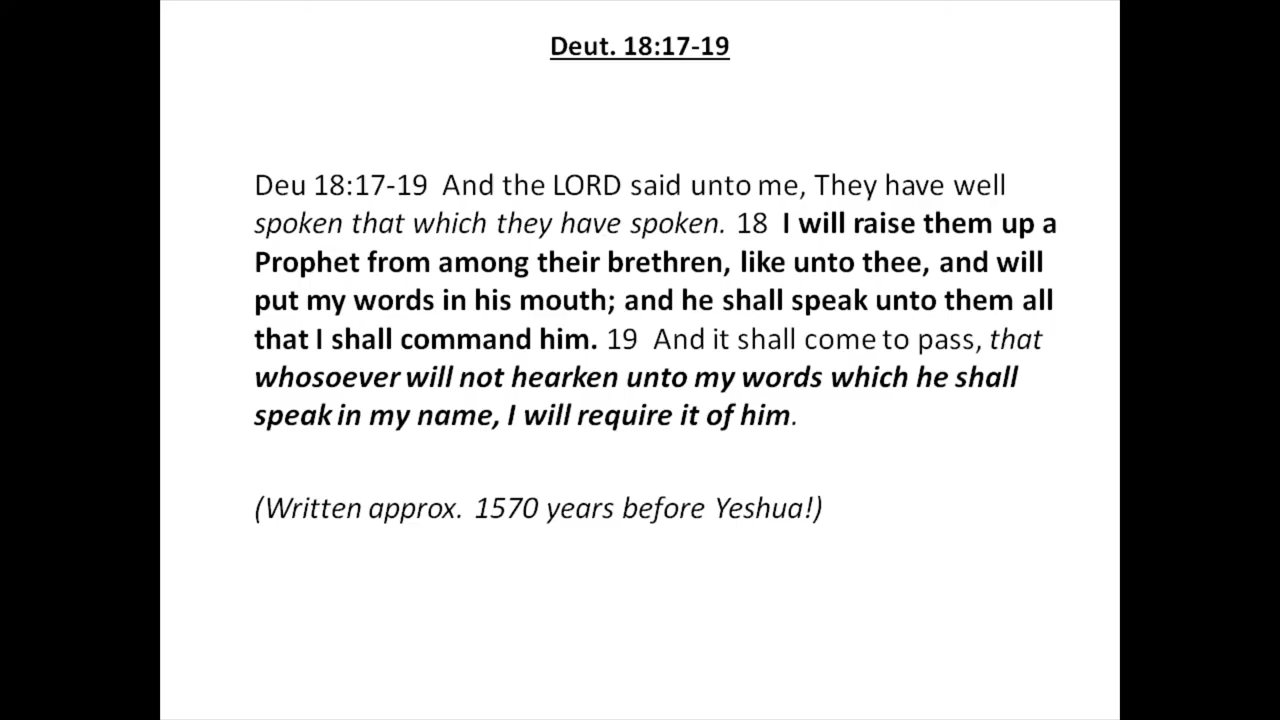 Deut. 18:17-19
Deu 18:17-19 And the LORD said unto me, They have well
spoken that which they have spoken. 18 I will raise them up a
Prophet from among their brethren, like unto thee, and will
put my words in his mouth; and he shall speak unto them all
that I shall command him. 19 And it shall come to pass, that
whosoever will not hearken unto my words which he shall
speak in my name, I will require it of him.
(Written approx. 1570 years before Yeshua!)